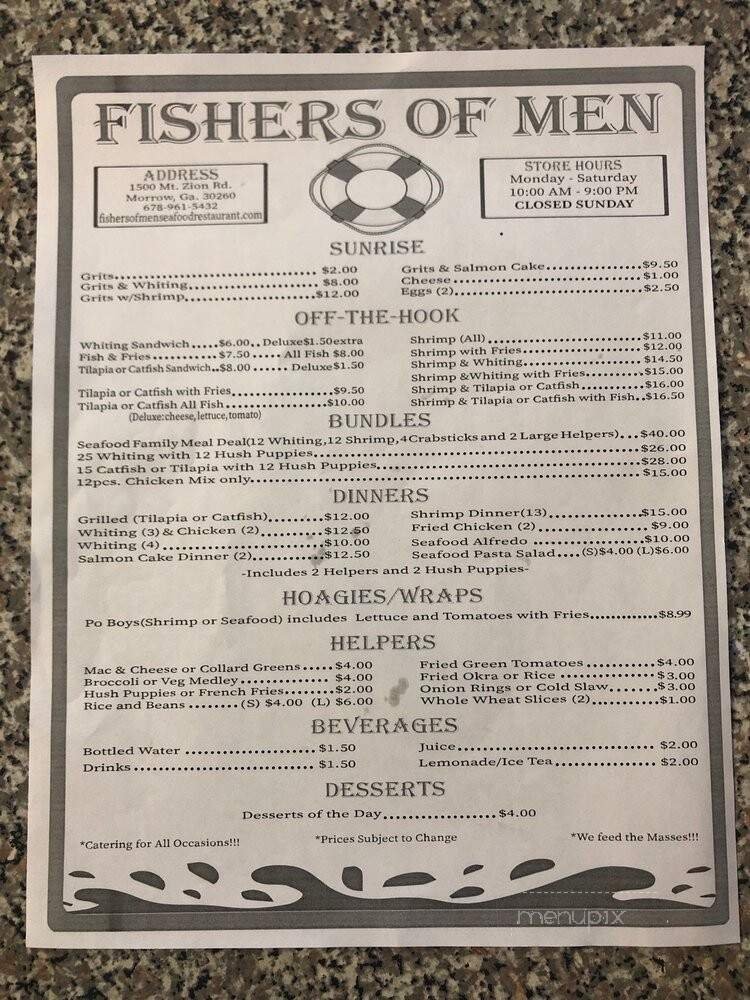 FISHERS OF MEN
ADDRESS
1500 Mt. Zion Rd.
Morrow, Ga. 30260
678-961-5432
fishersofmenseafoodrestaurant.com
STORE HOURS
Monday - Saturday
10:00 AM - 9:00 PM
CLOSED SUNDAY
SUNRISE
Grits.................................. $2.00
Grits & Whiting.......................$8.00
Grits w/Shrimp.......................$12.00
Grits & Salmon Cake.................$9.50
Cheese.................................$1.00
Eggs (2)................................$2.50
OFF-THE-HOOK
Whiting Sandwich.....$6.00..Deluxe$1.50extra
Fish & Fries...........$7.50.....All Fish $8.00
Tilapia or Catfish Sandwich..$8.00......Deluxe$1.50
Tilapia or Catfish with Fries.................$9.50
Tilapia or Catfish All Fish..................$10.00
(Deluxe:cheese, lettuce, tomato)
Shrimp (All)............................$11.00
Shrimp with Fries.....................$12.00
Shrimp & Whiting.....................$14.50
Shrimp &Whiting with Fries..........$15.00
Shrimp & Tilapia or Catfish..........$16.00
Shrimp & Tilapia or Catfish with Fish..$16.50
BUNDLES
Seafood Family Meal Deal(12 Whiting,12 Shrimp,4Crabsticks and 2 Large Helpers)...$40.00
25 Whiting with 12 Hush Puppies.......................................$26.00
15 Catfish or Tilapia with 12 Hush Puppies.............................$28.00
12pcs. Chicken Mix only................................................$15.00
DINNERS
Grilled (Tilapia or Catfish).........$12.00
Whiting (3) & Chicken (2)...........$12.50
Whiting (4)...........................$10.00
Salmon Cake Dinner (2)..............$12.50
Shrimp Dinner(13)....................$15.00
Fried Chicken (2)....................$9.00
Seafood Alfredo.....................$10.00
Seafood Pasta Salad....(S)$4.00 (L)$6.00
-Includes 2 Helpers and 2 Hush Puppies-
HOAGIES/WRAPS
Po Boys(Shrimp or Seafood) includes Lettuce and Tomatoes with Fries.............$8.99
HELPERS
Mac & Cheese or Collard Greens.....$4.00
Broccoli or Veg Medley...............$4.00
Hush Puppies or French Fries........$2.00
Rice and Beans........(S) $4.00 (L) $6.00
Fried Green Tomatoes...........$4.00
Fried Okra or Rice...............$3.00
Onion Rings or Cold Slaw.......$3.00
Whole Wheat Slices (2)..........$1.00
BEVERAGES
Bottled Water.....................$1.50
Drinks.............................$1.50
Juice.............................. $2.00
Lemonade/Ice Tea................ $2.00
DESSERTS
Desserts of the Day...................$4.00
*Catering for All Occasions!!!
*Prices Subject to Change
*We feed the Masses!!!
menupix